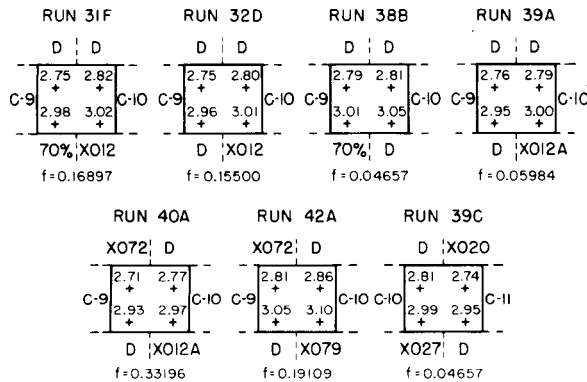 RUN 31F RUN 32D RUN 38B RUN 39A
D D D D D D D D
2.75 2.82 2.75 2.80 2.79 2.81 2.76 2.79
C-9 C-10 C-9 C-10 C-9 C-10 C-9 C-10
2.98 3.02 2.96 3.01 3.01 3.05 2.95 3.00
70% X012 D X012 70% D D X012A
f=0.16897 f=0.15500 f=0.04657 f=0.05984
RUN 40A RUN 42A RUN 39C
X072 D X072 D D X020
2.71 2.77 2.81 2.86 2.81 2.74
C-9 C-10 C-9 C-10 C-10 C-11
2.93 2.97 3.05 3.10 2.99 2.95
D X012A D X079 X027 D
f=0.33196 f=0.19109 f=0.04657